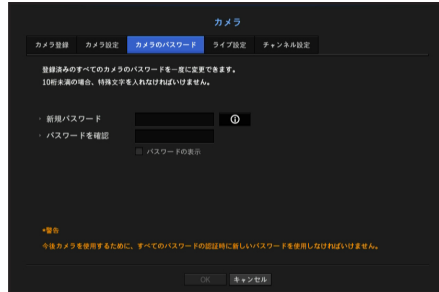 カメラ
カメラ登録 カメラ設定 カメラのパスワード ライブ設定 チャンネル設定
登録済みのすべてのカメラのパスワードを一度に変更できます。
10桁未満の場合、特殊文字を入れなければいけません。
新規パスワード
パスワードを確認
パスワードの表示
*警告
今後カメラを使用するために、すべてのパスワードの認証時に新しいパスワードを使用しなければいけません。
OK キャンセル